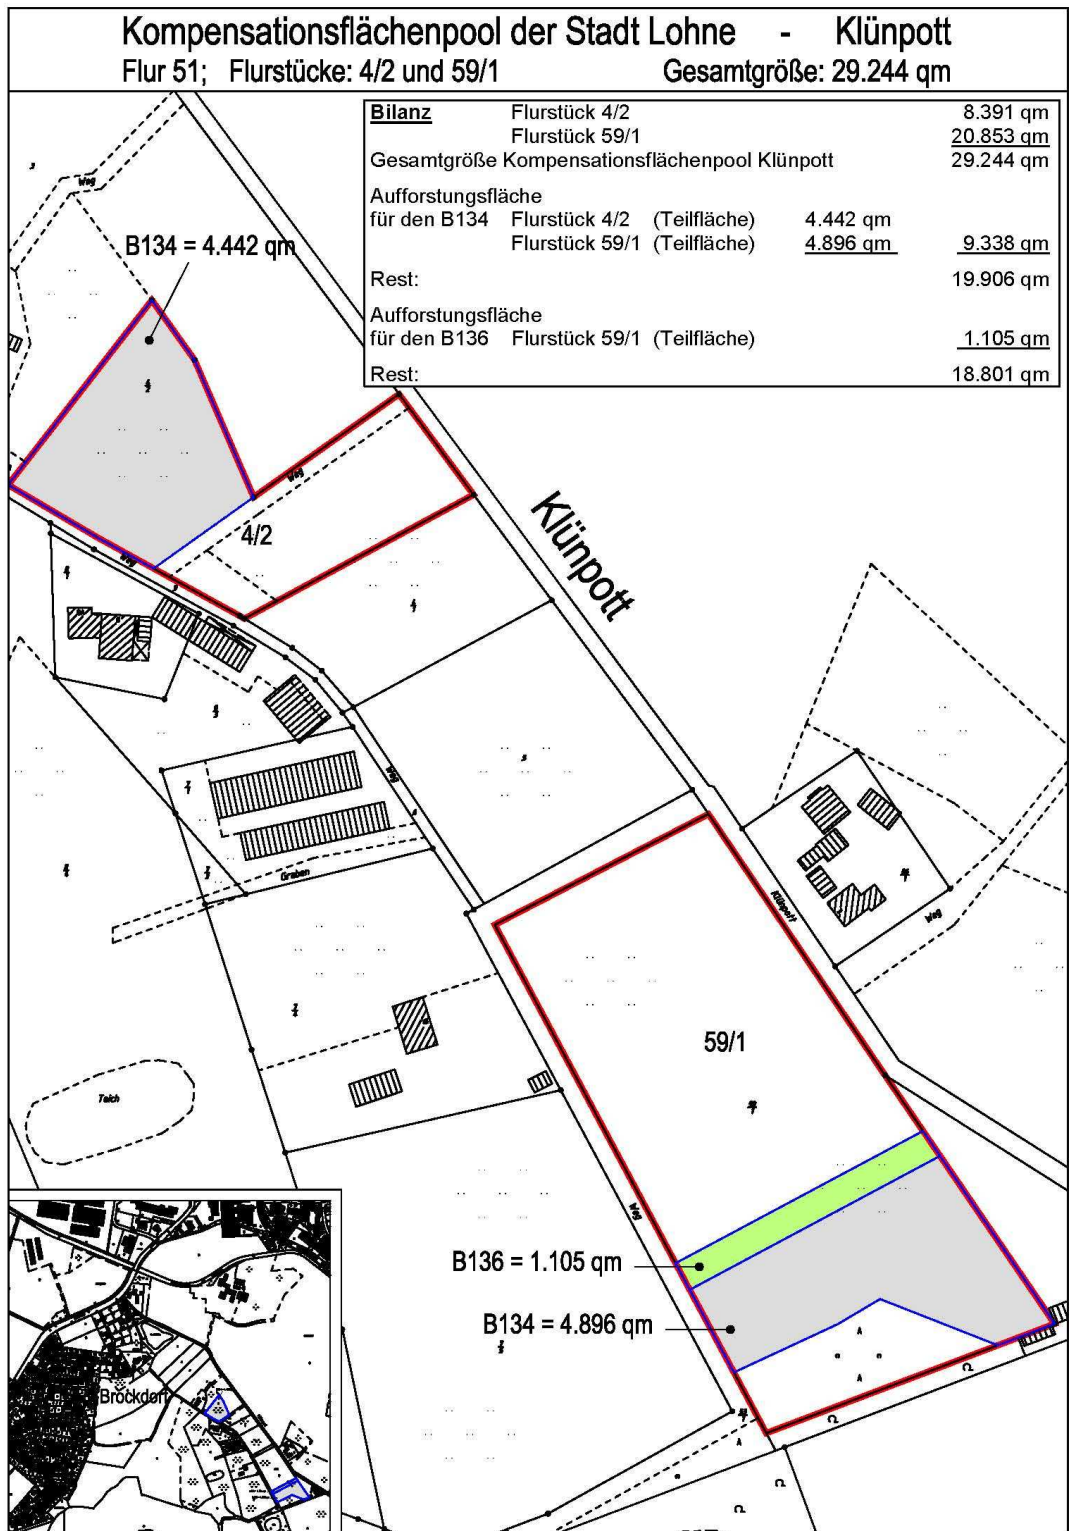 Kompensationsflächenpool der Stadt Lohne - Klünpott
Flur 51; Flurstücke: 4/2 und 59/1 Gesamtgröße: 29.244 qm
Bilanz Flurstück 4/2 8.391 qm
Flurstück 59/1 20.853 qm
Gesamtgröße Kompensationsflächenpool Klünpott 29.244 qm
Aufforstungsfläche
für den B134 Flurstück 4/2 (Teilfläche) 4.442 qm
Flurstück 59/1 (Teilfläche) 4.896 qm 9.338 qm
Rest: 19.906 qm
Aufforstungsfläche
für den B136 Flurstück 59/1 (Teilfläche) 1.105 qm
Rest: 18.801 qm
Weg
B134 = 4.442 qm
Weg
4/2
Klünpott
Weg
Weg
Graben
Klünpott
Weg
59/1
Teich
Weg
B136 = 1.105 qm
B134 = 4.896 qm
Brockdorf